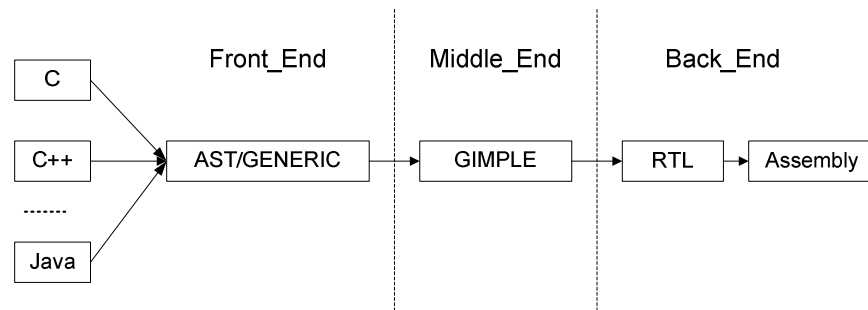 Front_End
Middle_End
Back_End
C
C++
.......
Java
AST/GENERIC
GIMPLE
RTL
Assembly